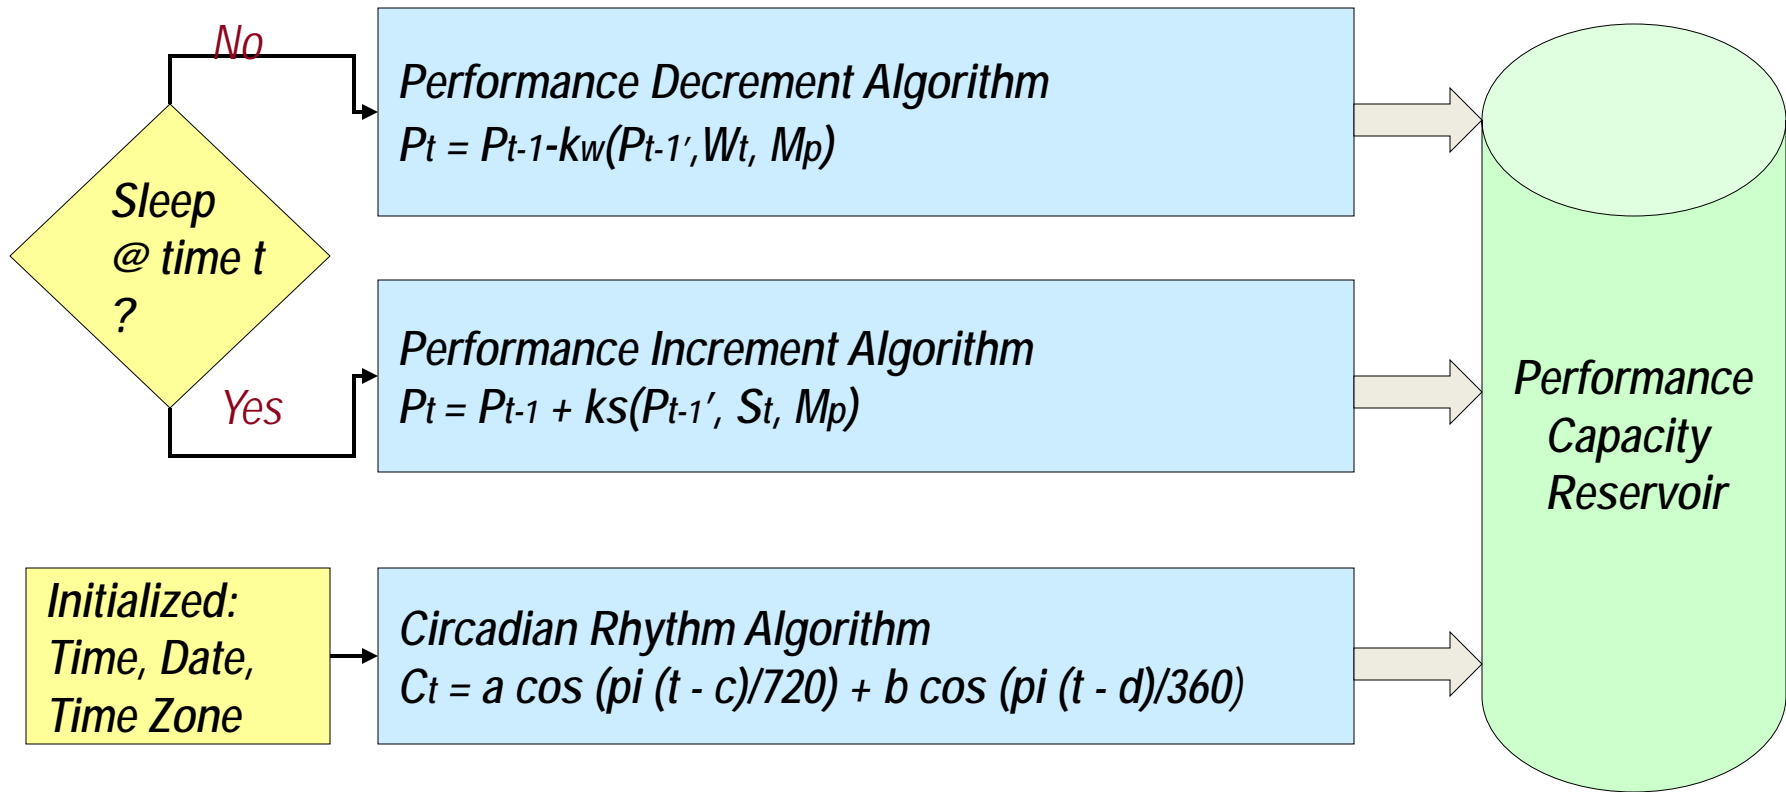 No
Performance Decrement Algorithm
Pt = Pt-1-kw(Pt-1′,Wt, Mp)
Sleep
@ time t
?
Performance Increment Algorithm
Pt = Pt-1 + ks(Pt-1′, St, Mp)
Yes
Performance
Capacity
Reservoir
Initialized:
Time, Date,
Time Zone
Circadian Rhythm Algorithm
Ct = a cos (pi (t - c)/720) + b cos (pi (t - d)/360)